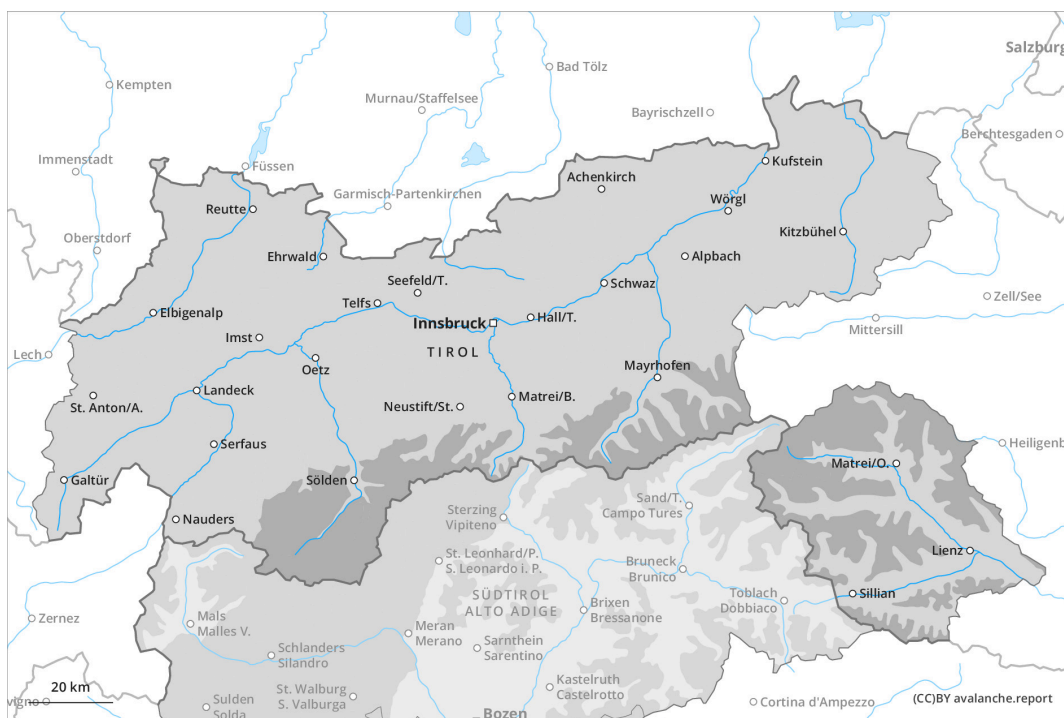 Salzburg
Kempten
Bad Tölz
Murnau/Staffelsee
Bayrischzell
Berchtesgaden
Immenstadt
Füssen
Kufstein
Achenkirch
Garmisch-Partenkirchen
Reutte
Wörgl
Kitzbühel
Oberstdorf
Ehrwald
Alpbach
Seefeld/T.
Schwaz
Zell/See
Telfs
Elbigenalp
Innsbruck
Hall/T.
Mittersill
Imst
TIROL
Lech
Oetz
Mayrhofen
Landeck
St. Anton/A.
Neustift/St.
Matrei/B.
Serfaus
Heiligenb
Matrei/O.
Galtür
Sölden
Sand/T.
Campo Tures
Sterzing
Vipiteno
Nauders
Lienz
St. Leonhard/P.
S. Leonardo i. P.
Bruneck
Brunico
SÜDTIROL
ALTO ADIGE
Toblach
Dobbiaco
Sillian
Brixen
Bressanone
Zernez
Mals
Malles V.
Meran
Merano
Sarnthein
Sarentino
Schlanders
Silandro
20 km
Kastelruth
Castelrotto
St. Walburg
S. Valburga
vigno
Sulden
Solda
Cortina d'Ampezzo
(CC)BY avalanche.report
Bozen